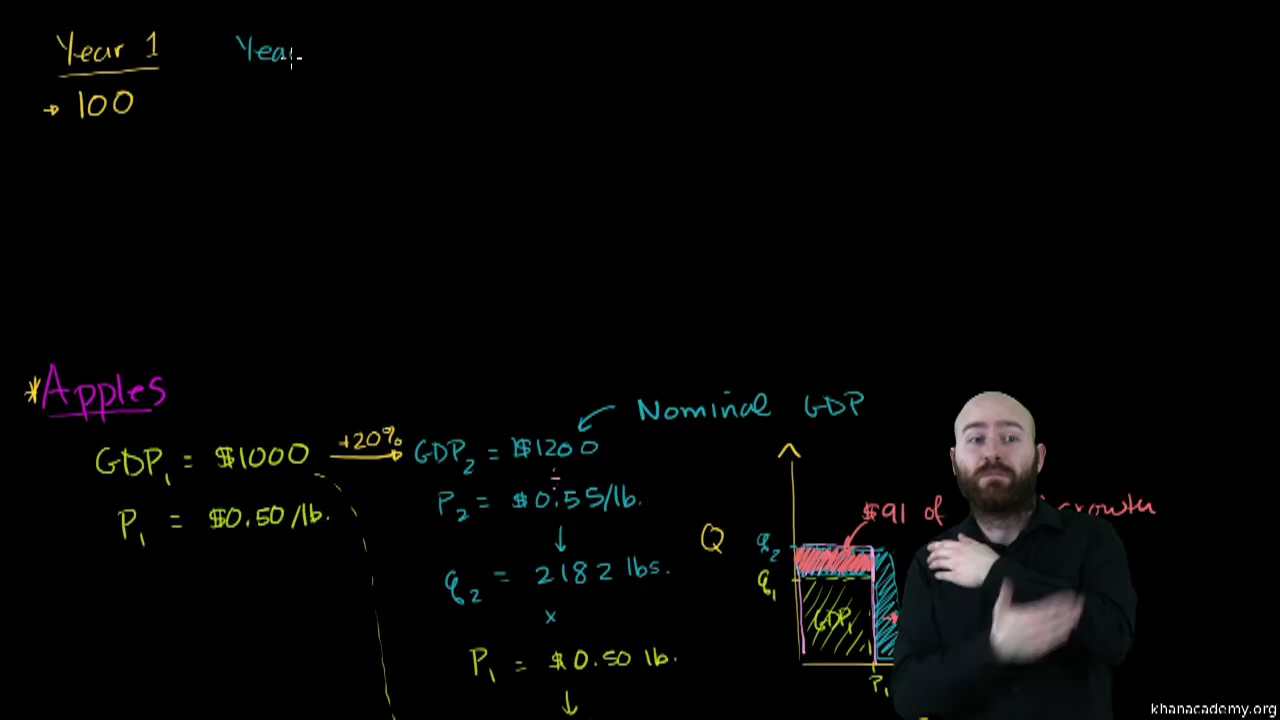 Year 1 Yea
→ 100
*Apples
Nominal GDP
GDP₁ = $1000 +20% GDP₂ = $1200
÷
P₁ = $0.50/lb. P₂ = $0.55/lb.
$91 of growth
↓
Q q₂ q₁
q₂ = 2182 lbs.
x
GDP₁
P₁ = $0.50 lb.
↓
P₁
khanacademy.org